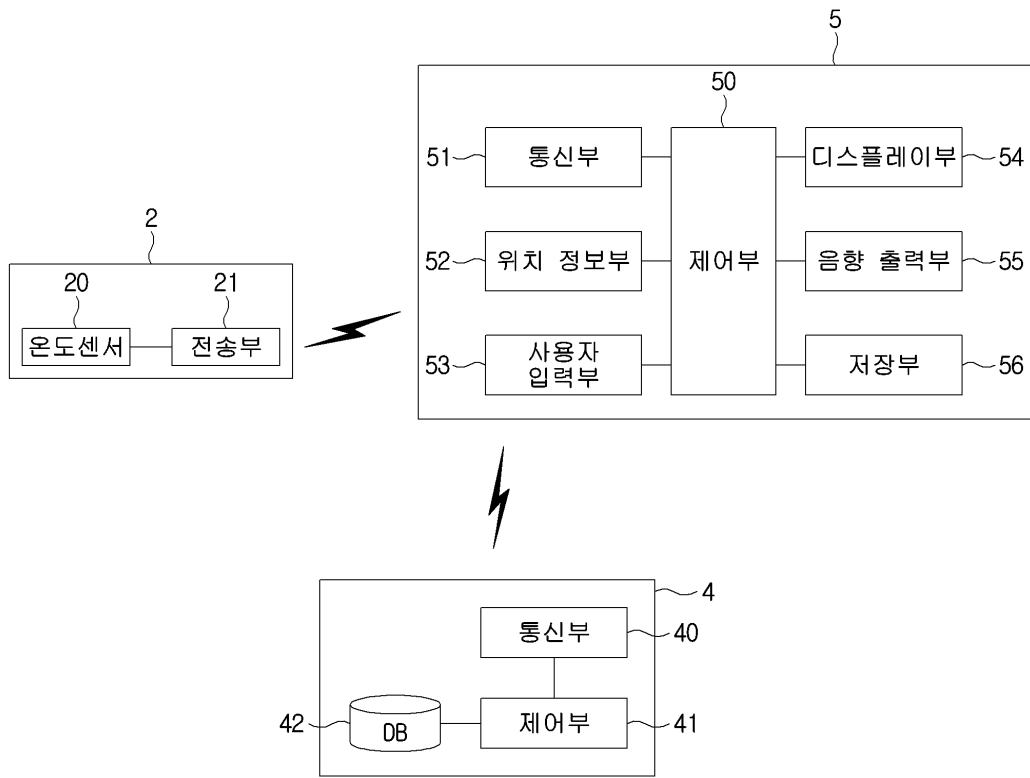 5
50
51
통신부
디스플레이부
54
2
52
위치 정보부
제어부
음향 출력부
55
20
21
온도센서
전송부
53
사용자
입력부
저장부
56
4
통신부
40
42
DB
제어부
41